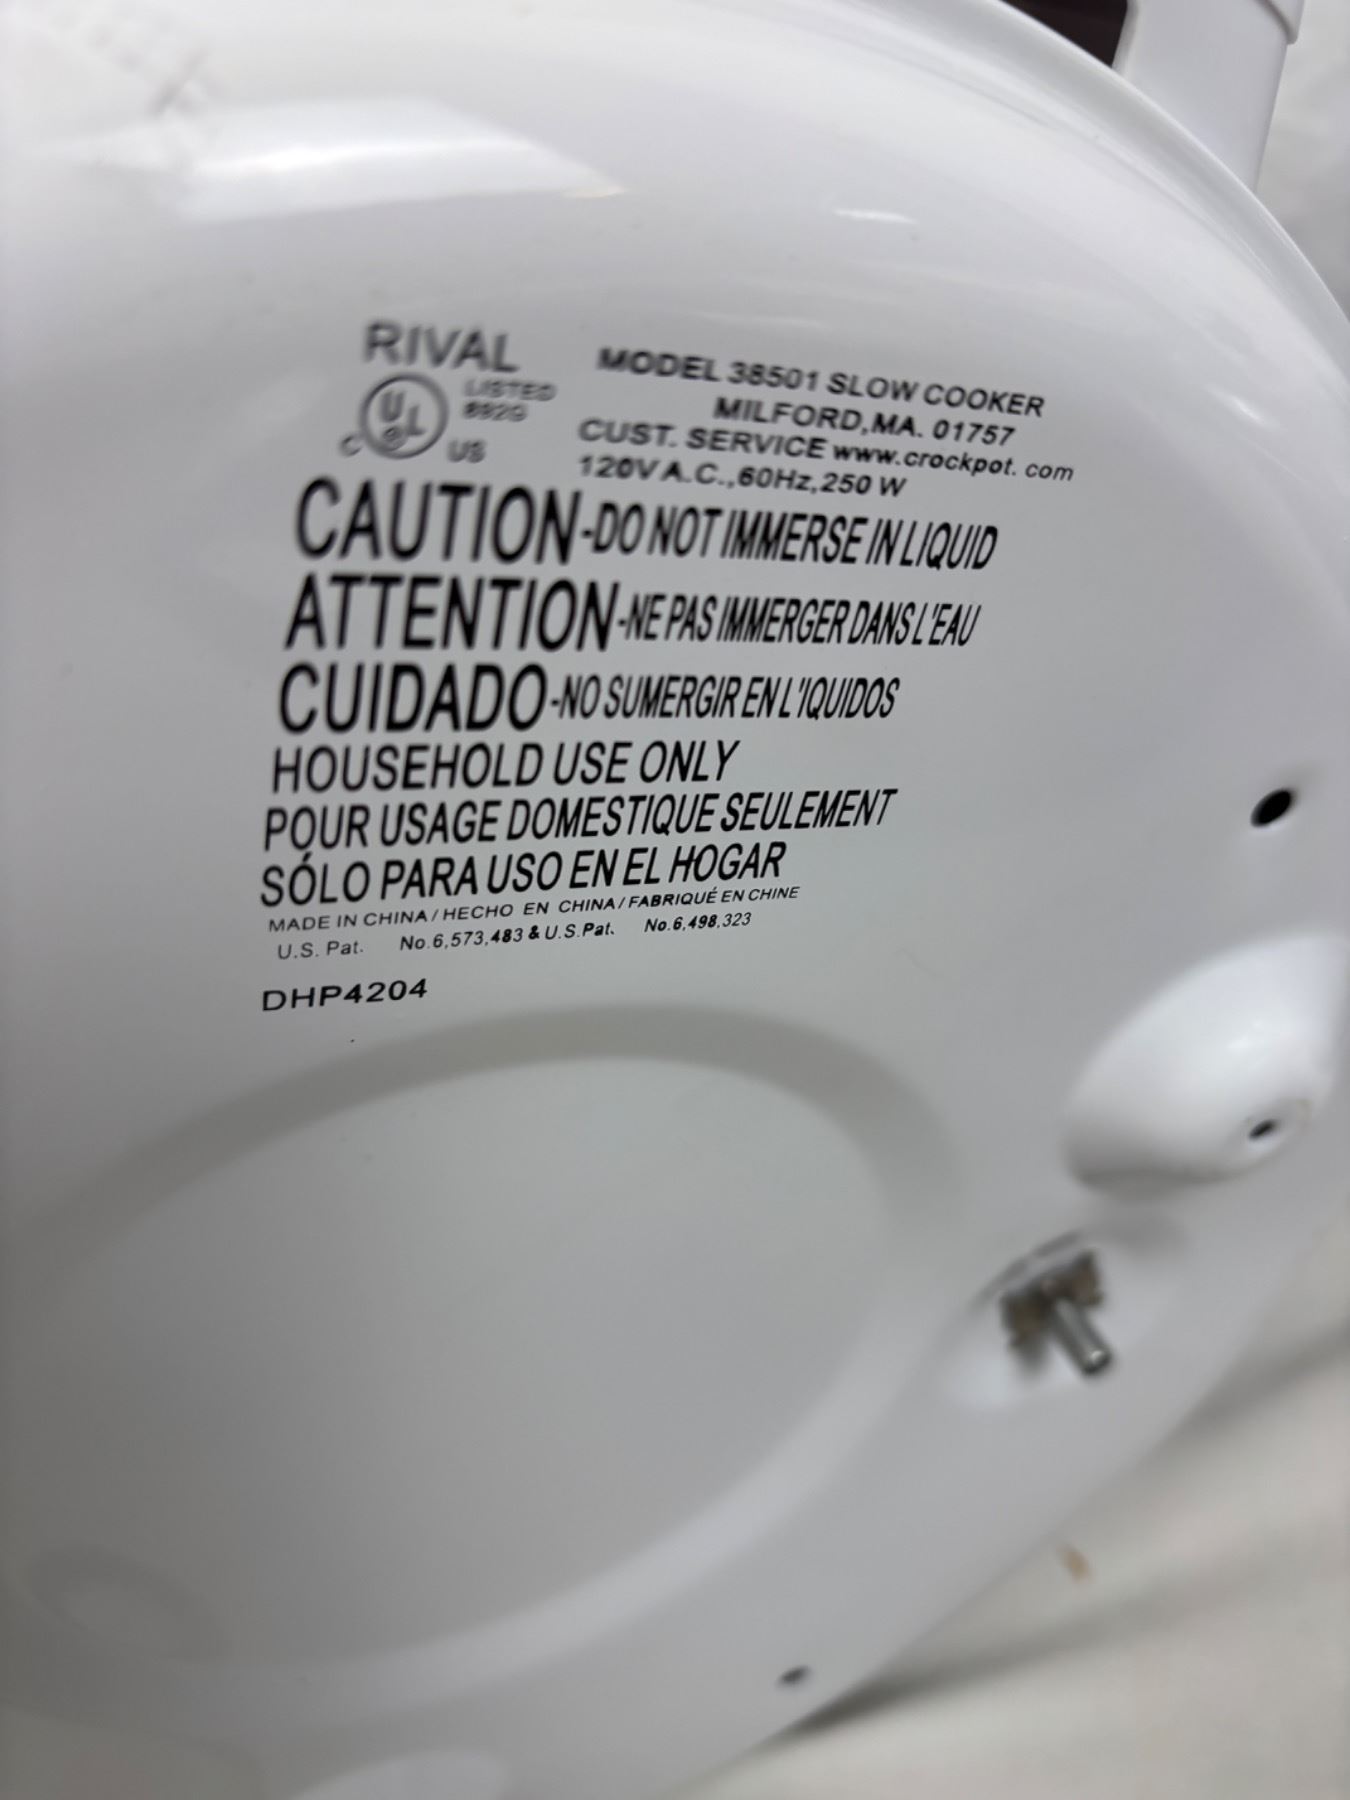 RIVAL
UL
®
C
US
LISTED
892G
MODEL 38501 SLOW COOKER
MILFORD,MA. 01757
CUST. SERVICE www.crockpot. com
120V A.C.,60Hz,250 W
CAUTION-DO NOT IMMERSE IN LIQUID
ATTENTION-NE PAS IMMERGER DANS L'EAU
CUIDADO-NO SUMERGIR EN L'IQUIDOS
HOUSEHOLD USE ONLY
POUR USAGE DOMESTIQUE SEULEMENT
SÓLO PARA USO EN EL HOGAR
MADE IN CHINA / HECHO EN CHINA / FABRIQUÉ EN CHINE
U.S. Pat. No.6,573,483 & U.S.Pat. No.6,498,323
DHP4204